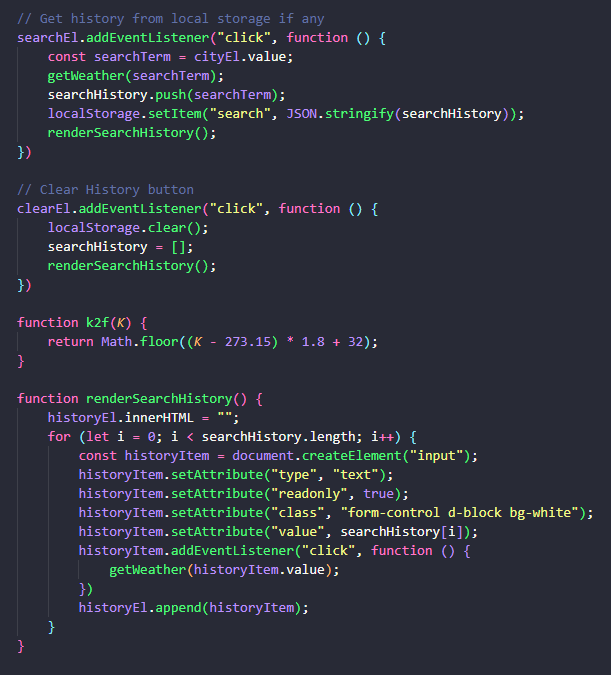 // Get history from local storage if any
searchEl.addEventListener("click", function () {
    const searchTerm = cityEl.value;
    getWeather(searchTerm);
    searchHistory.push(searchTerm);
    localStorage.setItem("search", JSON.stringify(searchHistory));
    renderSearchHistory();
})

// Clear History button
clearEl.addEventListener("click", function () {
    localStorage.clear();
    searchHistory = [];
    renderSearchHistory();
})

function k2f(K) {
    return Math.floor((K - 273.15) * 1.8 + 32);
}

function renderSearchHistory() {
    historyEl.innerHTML = "";
    for (let i = 0; i < searchHistory.length; i++) {
        const historyItem = document.createElement("input");
        historyItem.setAttribute("type", "text");
        historyItem.setAttribute("readonly", true);
        historyItem.setAttribute("class", "form-control d-block bg-white");
        historyItem.setAttribute("value", searchHistory[i]);
        historyItem.addEventListener("click", function () {
            getWeather(historyItem.value);
        })
        historyEl.append(historyItem);
    }
}